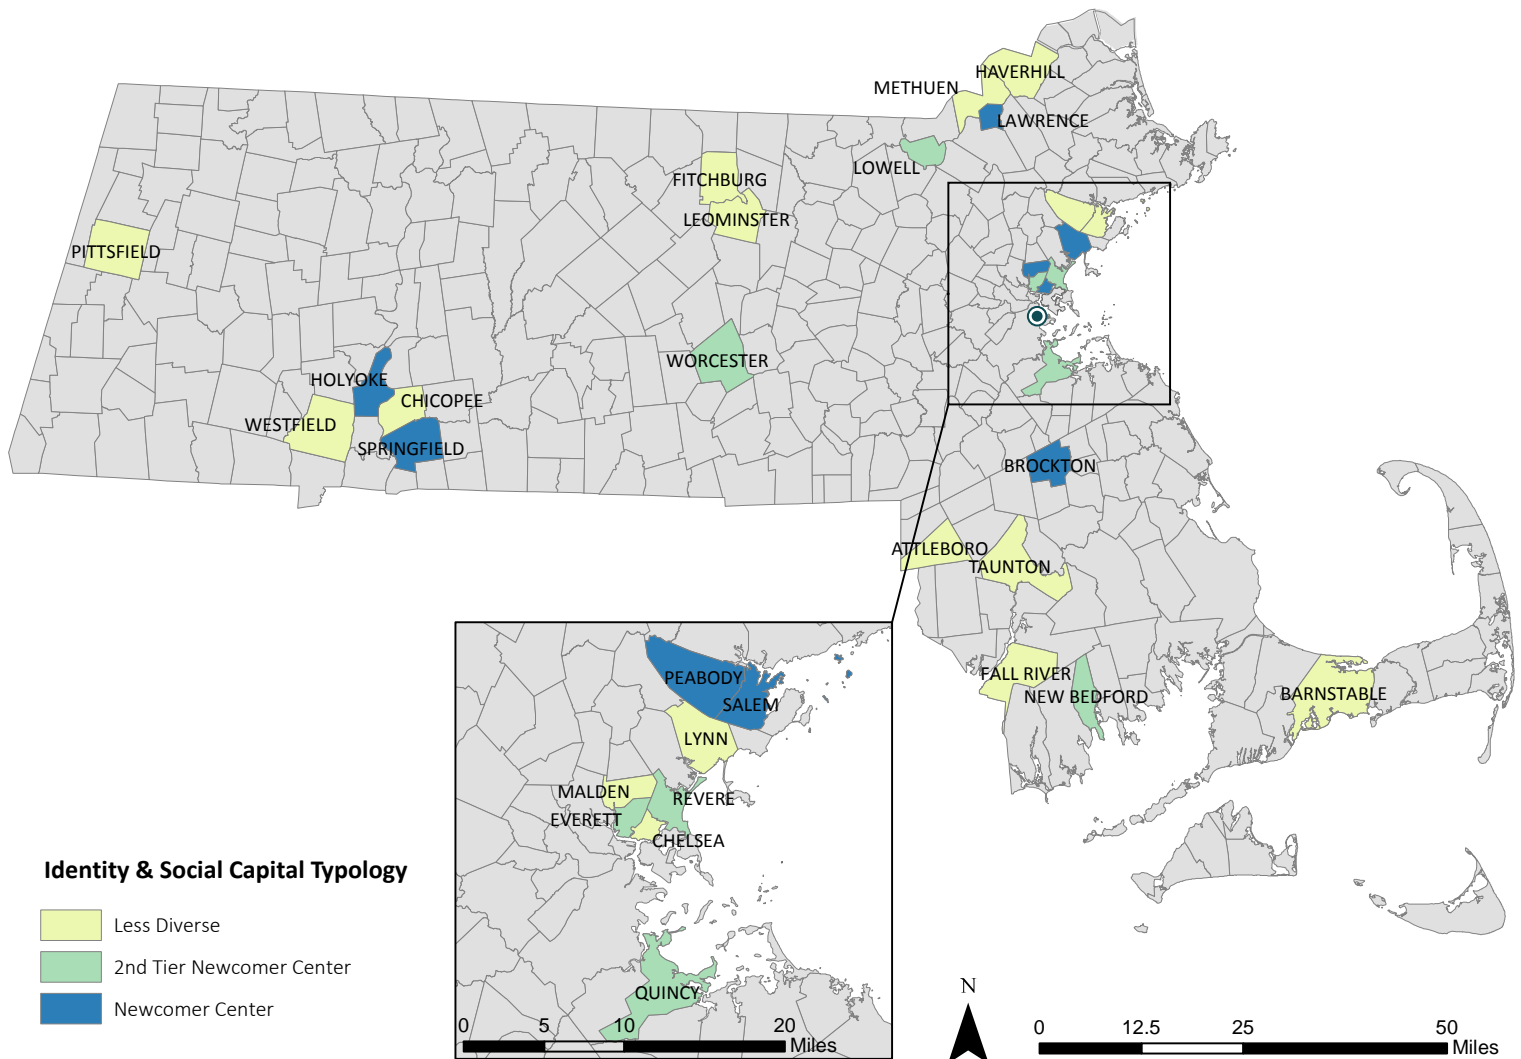 HAVERHILL
METHUEN
LAWRENCE
LOWELL
FITCHBURG
LEOMINSTER
PITTSFIELD
WORCESTER
HOLYOKE
CHICOPEE
WESTFIELD
SPRINGFIELD
BROCKTON
ATTLEBORO
TAUNTON
FALL RIVER
NEW BEDFORD
BARNSTABLE
PEABODY
SALEM
LYNN
MALDEN
REVERE
EVERETT
CHELSEA
QUINCY
0 5 10 20
Miles
Identity & Social Capital Typology
Less Diverse
2nd Tier Newcomer Center
Newcomer Center
N
0 12.5 25 50
Miles